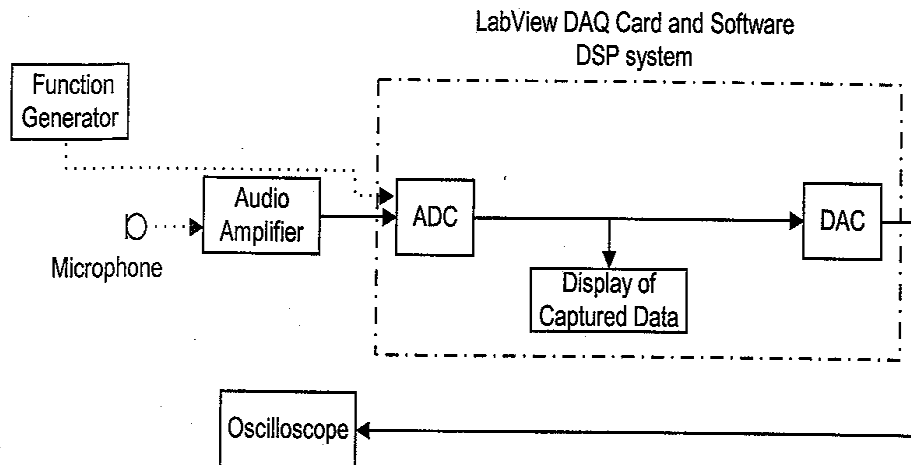 LabView DAQ Card and Software
DSP system
Function
Generator
Audio
Amplifier
ADC
DAC
Microphone
Display of
Captured Data
Oscilloscope